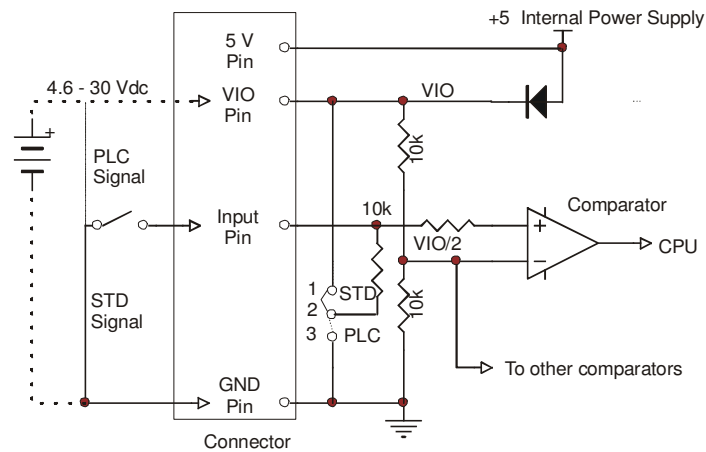 +5 Internal Power Supply
5 V
Pin
4.6 - 30 Vdc
VIO
Pin
VIO
+
10k
PLC
Signal
Input
Pin
10k
Comparator
+
VIO/2
CPU
−
1
STD
2
10k
3
PLC
STD
Signal
To other comparators
GND
Pin
Connector